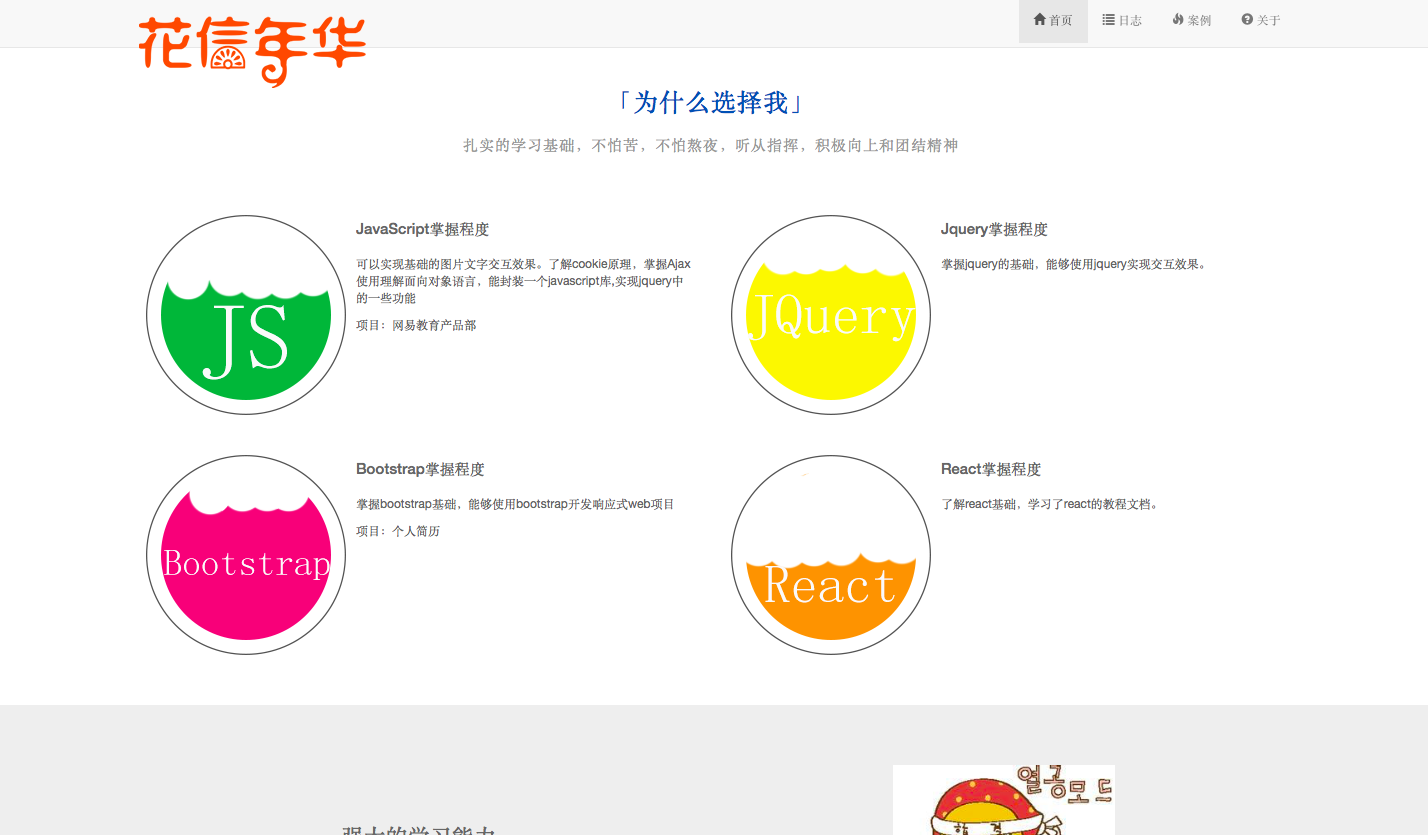 花信年华
首页 日志 案例 关于
「为什么选择我」
扎实的学习基础，不怕苦，不怕熬夜，听从指挥，积极向上和团结精神
JavaScript掌握程度
可以实现基础的图片文字交互效果。了解cookie原理，掌握Ajax
使用理解面向对象语言，能封装一个javascript库,实现jquery中
的一些功能
项目：网易教育产品部
JS
Jquery掌握程度
掌握jquery的基础，能够使用jquery实现交互效果。
JQuery
Bootstrap掌握程度
掌握bootstrap基础，能够使用bootstrap开发响应式web项目
项目：个人简历
Bootstrap
React掌握程度
了解react基础，学习了react的教程文档。
React
强大的学习能力
열공모드